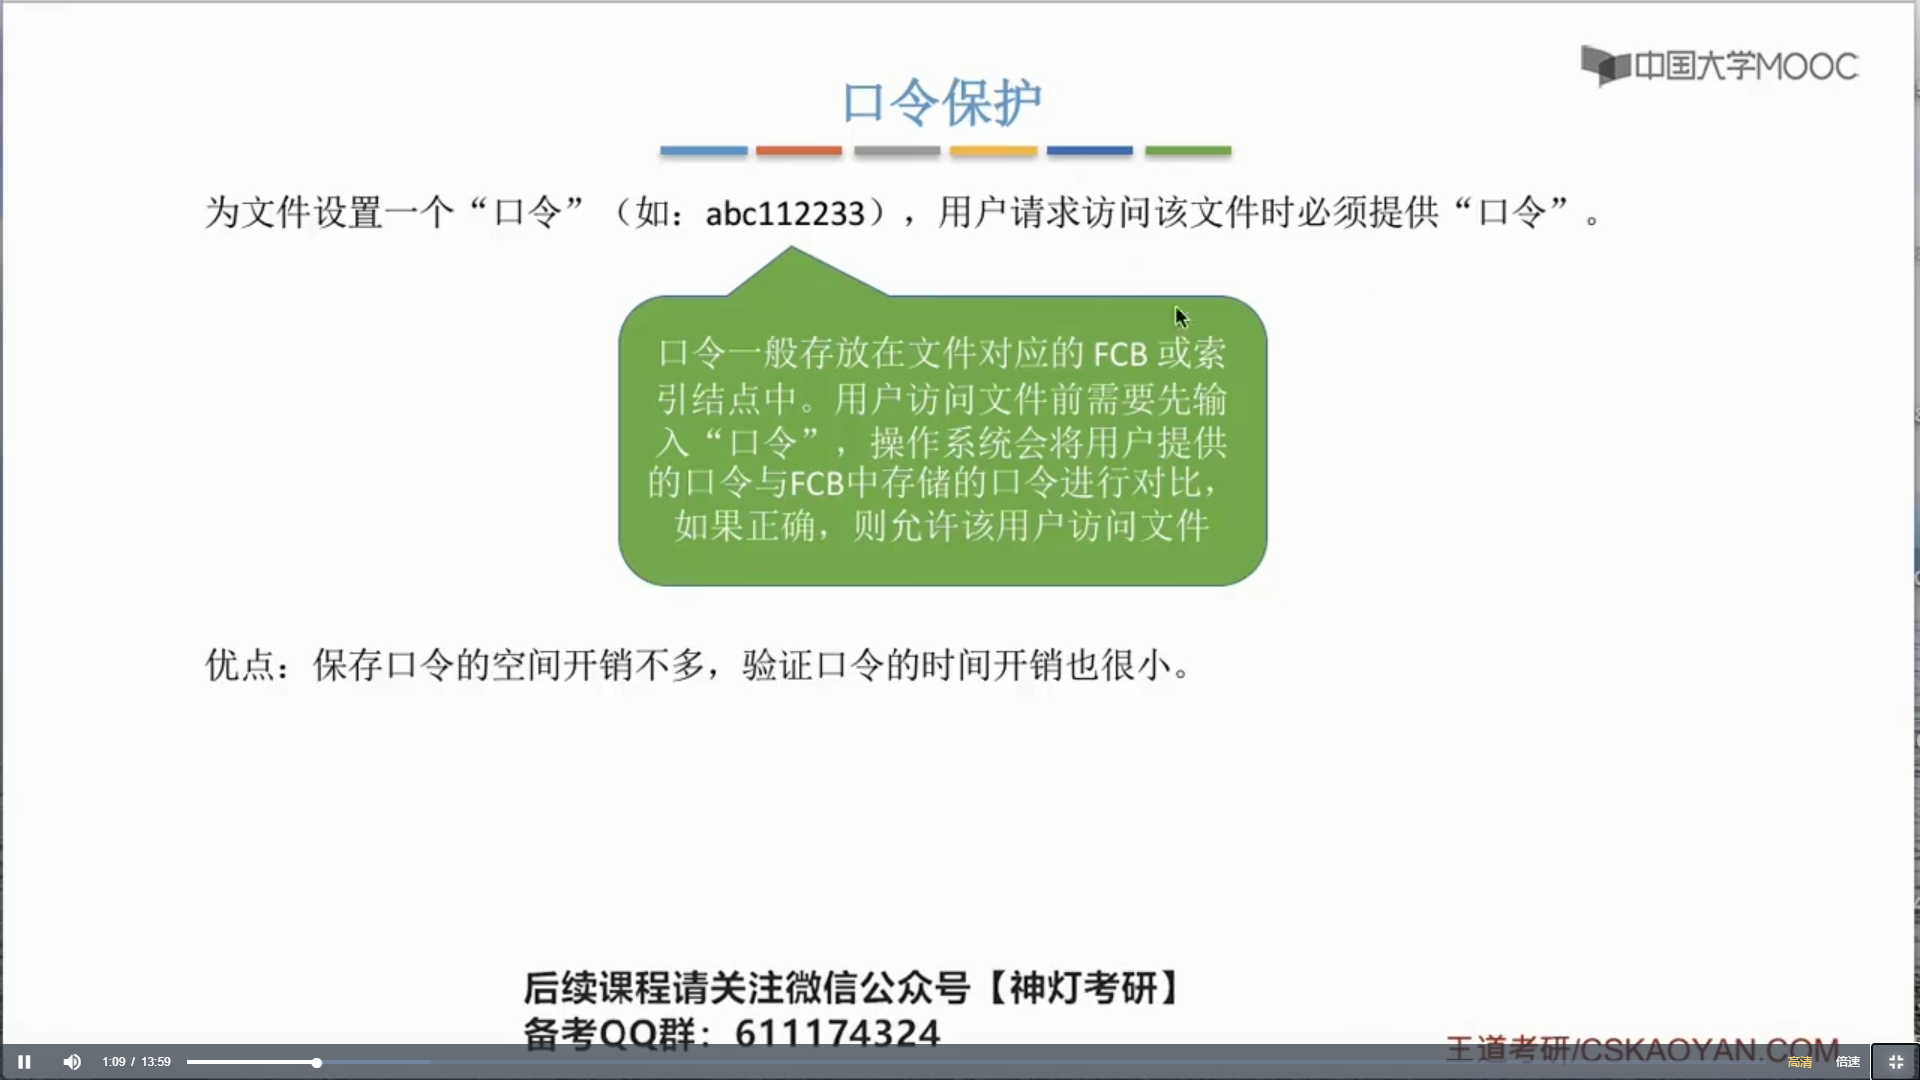 中国大学MOOC
口令保护
为文件设置一个“口令”（如：abc112233），用户请求访问该文件时必须提供“口令”。
口令一般存放在文件对应的 FCB 或索
引结点中。用户访问文件前需要先输
入“口令”，操作系统会将用户提供
的口令与FCB中存储的口令进行对比，
如果正确，则允许该用户访问文件
优点：保存口令的空间开销不多，验证口令的时间开销也很小。
后续课程请关注微信公众号【神灯考研】
备考QQ群：611174324
王道考研/CSKAOYAN.COM
1:09 / 13:59
高清
倍速